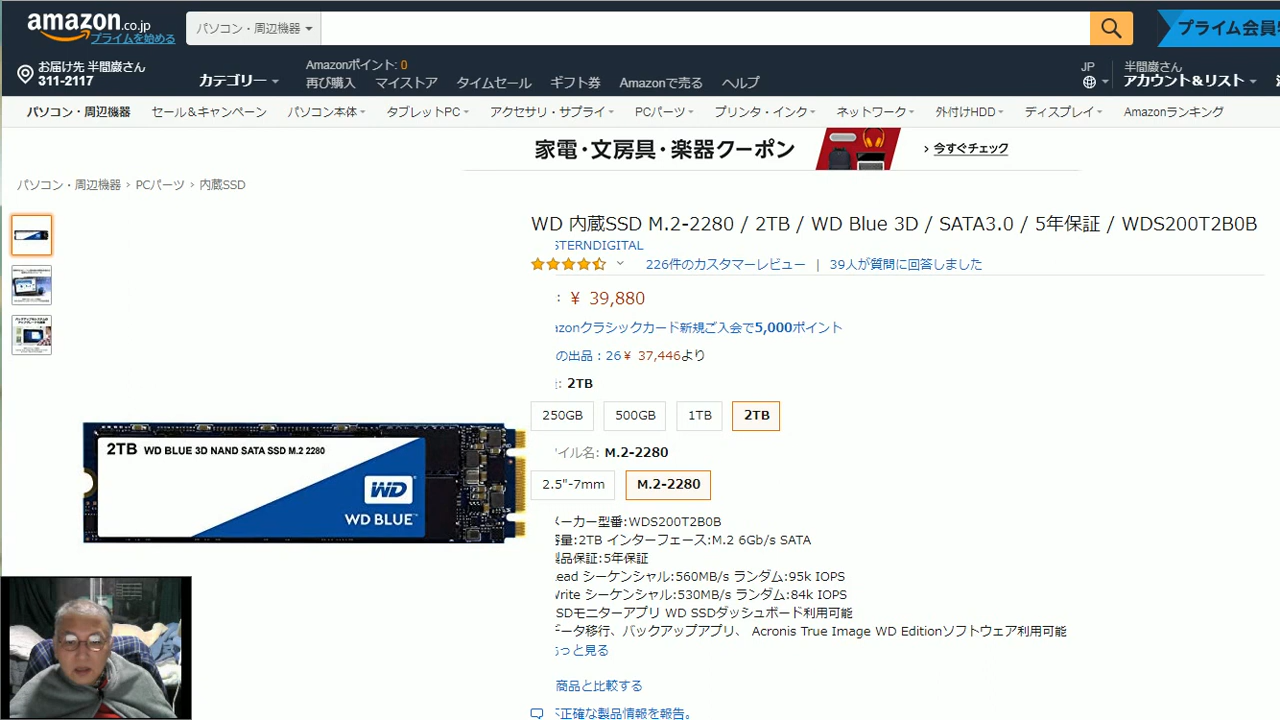 amazon.co.jp
プライムを始める
パソコン・周辺機器
プライム会員
お届け先 半間巌さん
311-2117
カテゴリー
Amazonポイント: 0
再び購入 マイストア タイムセール ギフト券 Amazonで売る ヘルプ
JP
半間巌さん
アカウント&リスト
パソコン・周辺機器 セール&キャンペーン パソコン本体 タブレットPC アクセサリ・サプライ PCパーツ プリンタ・インク ネットワーク 外付けHDD ディスプレイ Amazonランキング
家電・文房具・楽器クーポン
› 今すぐチェック
パソコン・周辺機器 › PCパーツ › 内蔵SSD
WD 内蔵SSD M.2-2280 / 2TB / WD Blue 3D / SATA3.0 / 5年保証 / WDS200T2B0B
STERNDIGITAL
226件のカスタマーレビュー | 39人が質問に回答しました
: ¥ 39,880
zonクラシックカード新規ご入会で5,000ポイント
の出品：26¥ 37,446より
: 2TB
250GB 500GB 1TB 2TB
イル名: M.2-2280
2.5"-7mm M.2-2280
2TB WD BLUE 3D NAND SATA SSD M.2 2280
WD
WD BLUE™
メーカー型番:WDS200T2B0B
容量:2TB インターフェース:M.2 6Gb/s SATA
製品保証:5年保証
ead シーケンシャル:560MB/s ランダム:95k IOPS
rite シーケンシャル:530MB/s ランダム:84k IOPS
SDモニターアプリ WD SSDダッシュボード利用可能
データ移行、バックアップアプリ、 Acronis True Image WD Editionソフトウェア利用可能
もっと見る
商品と比較する
不正確な製品情報を報告。